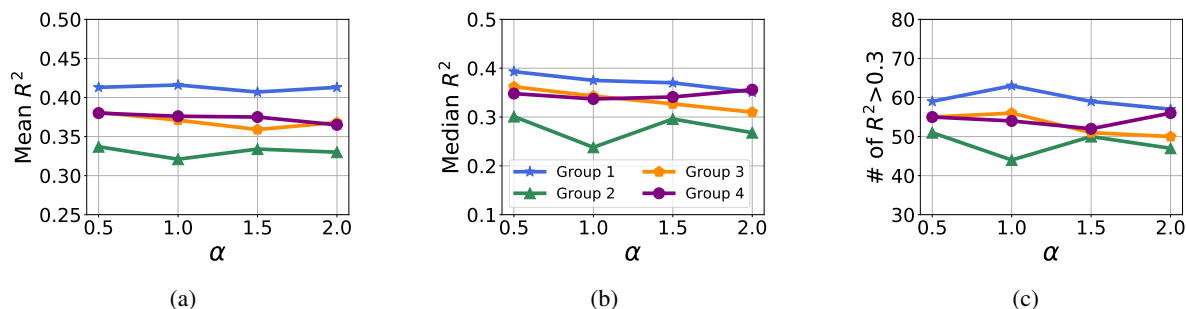 Mean R²
0.50
0.45
0.40
0.35
0.30
0.25
0.5 1.0 1.5 2.0
α
(a)
Median R²
0.5
0.4
0.3
0.2
0.1
Group 1 Group 3
Group 2 Group 4
0.5 1.0 1.5 2.0
α
(b)
# of R²>0.3
80
70
60
50
40
30
0.5 1.0 1.5 2.0
α
(c)